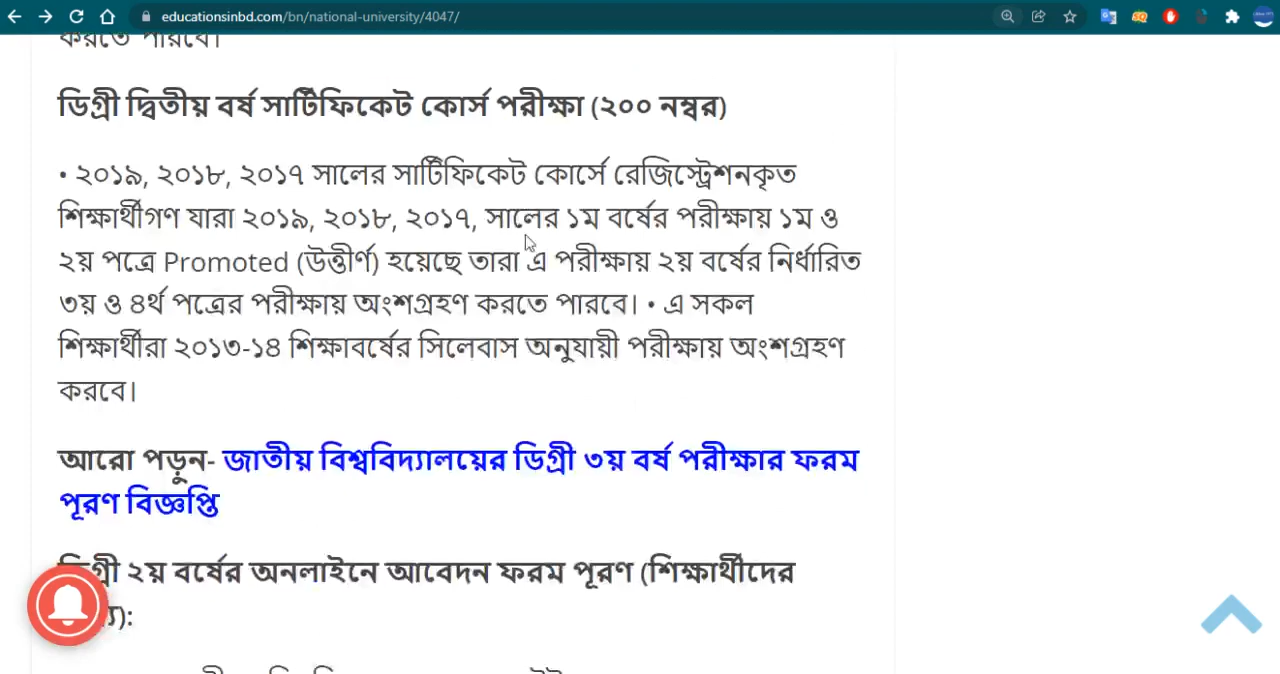 educationsinbd.com/bn/national-university/4047/
করতে পারবে।
ডিগ্রী দ্বিতীয় বর্ষ সার্টিফিকেট কোর্স পরীক্ষা (২০০ নম্বর)
• ২০১৯, ২০১৮, ২০১৭ সালের সার্টিফিকেট কোর্সে রেজিস্ট্রেশনকৃত
শিক্ষার্থীগণ যারা ২০১৯, ২০১৮, ২০১৭, সালের ১ম বর্ষের পরীক্ষায় ১ম ও
২য় পত্রে Promoted (উত্তীর্ণ) হয়েছে তারা এ পরীক্ষায় ২য় বর্ষের নির্ধারিত
৩য় ও ৪র্থ পত্রের পরীক্ষায় অংশগ্রহণ করতে পারবে। • এ সকল
শিক্ষার্থীরা ২০১৩-১৪ শিক্ষাবর্ষের সিলেবাস অনুযায়ী পরীক্ষায় অংশগ্রহণ
করবে।
আরো পড়ুন- জাতীয় বিশ্ববিদ্যালয়ের ডিগ্রী ৩য় বর্ষ পরীক্ষার ফরম
পূরণ বিজ্ঞপ্তি
ডিগ্রী ২য় বর্ষের অনলাইনে আবেদন ফরম পূরণ (শিক্ষার্থীদের